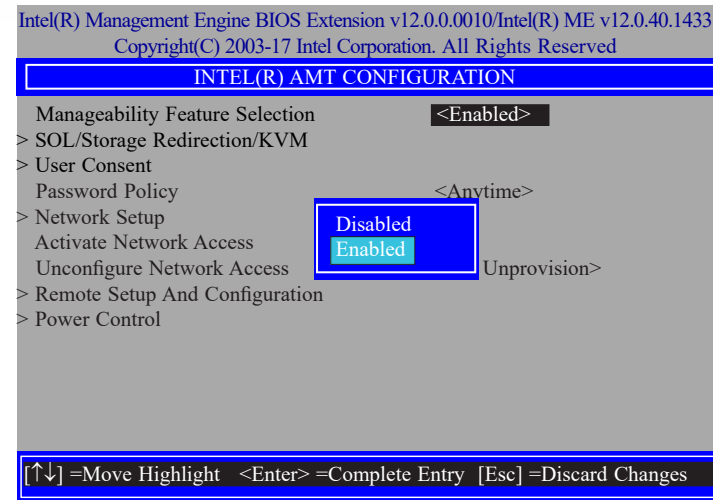 Intel(R) Management Engine BIOS Extension v12.0.0.0010/Intel(R) ME v12.0.40.1433
Copyright(C) 2003-17 Intel Corporation. All Rights Reserved
INTEL(R) AMT CONFIGURATION
Manageability Feature Selection <Enabled>
> SOL/Storage Redirection/KVM
> User Consent
Password Policy <Anytime>
> Network Setup
Disabled
Activate Network Access
Enabled
Unconfigure Network Access Unprovision>
> Remote Setup And Configuration
> Power Control
[↑↓] =Move Highlight <Enter> =Complete Entry [Esc] =Discard Changes